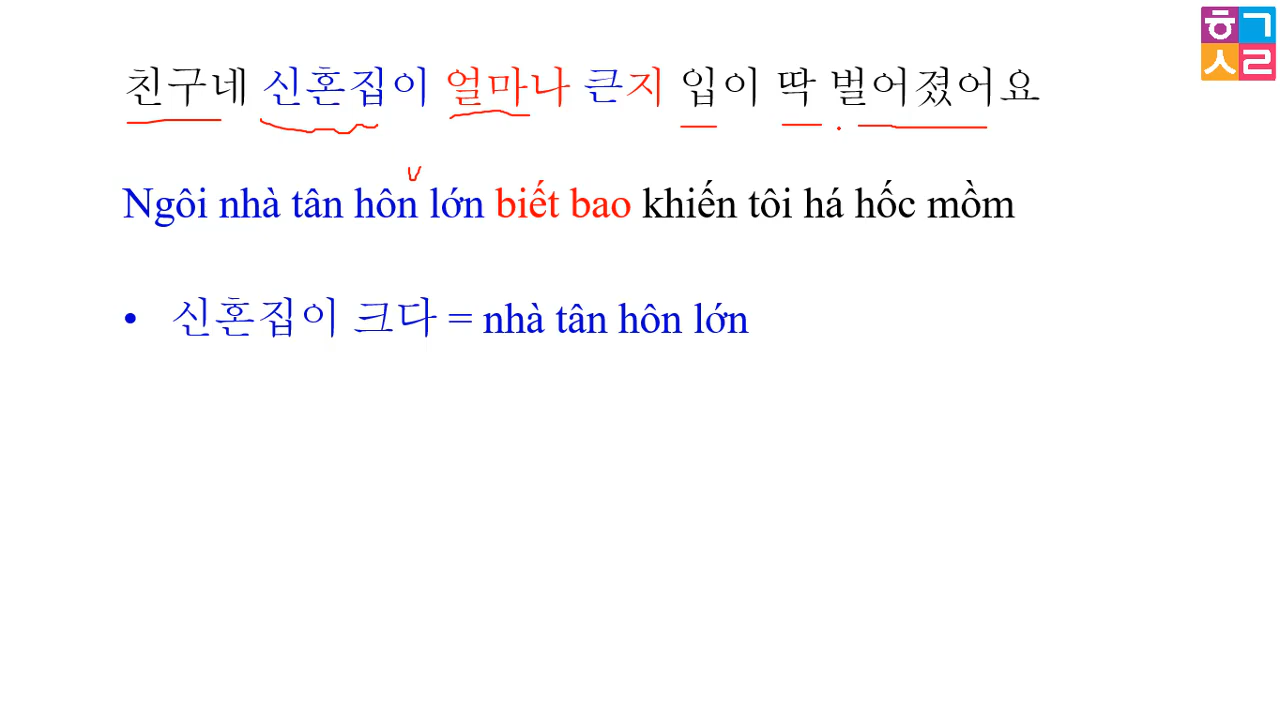 친구네 신혼집이 얼마나 큰지 입이 딱 벌어졌어요
Ngôi nhà tân hôn lớn biết bao khiến tôi há hốc mồm
• 신혼집이 크다 = nhà tân hôn lớn
ㅎㄱ
ㅅㄹ